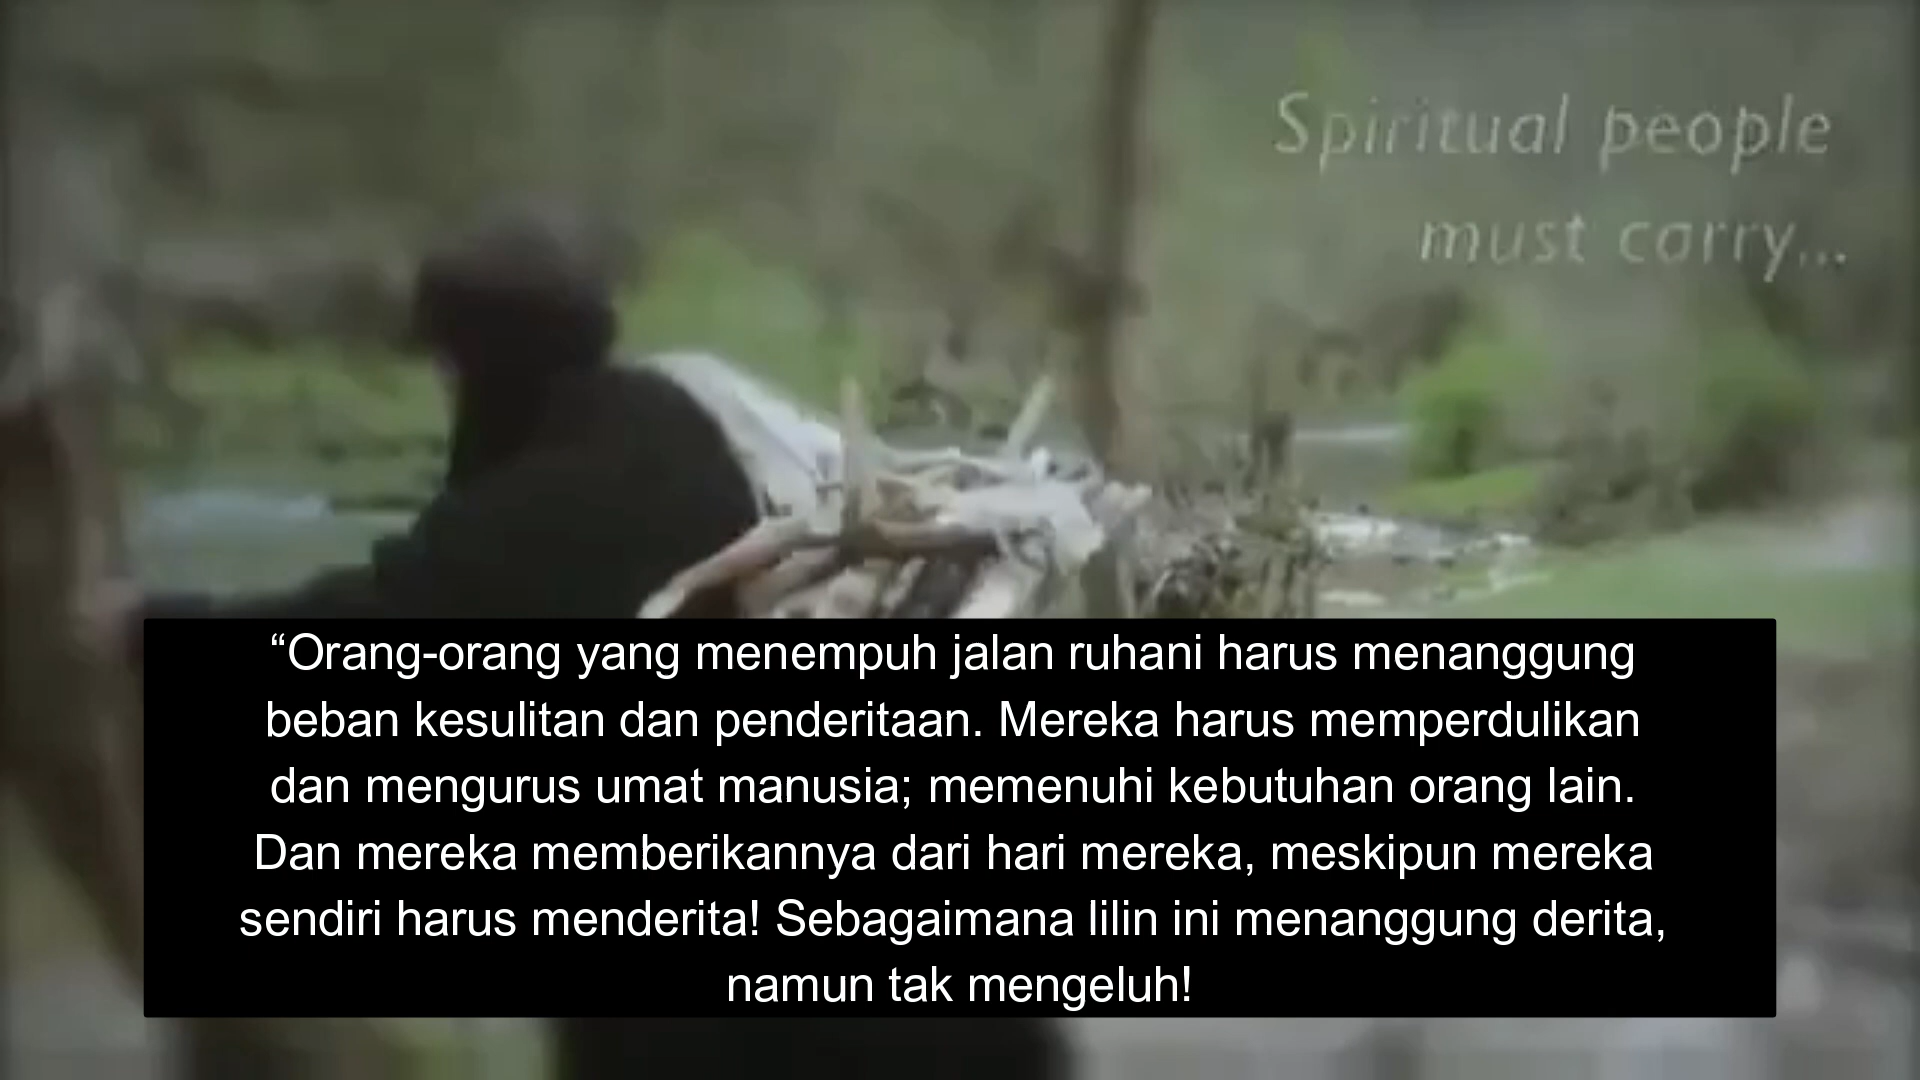 Spiritual people
must carry...
“Orang-orang yang menempuh jalan ruhani harus menanggung
beban kesulitan dan penderitaan. Mereka harus memperdulikan
dan mengurus umat manusia; memenuhi kebutuhan orang lain.
Dan mereka memberikannya dari hari mereka, meskipun mereka
sendiri harus menderita! Sebagaimana lilin ini menanggung derita,
namun tak mengeluh!